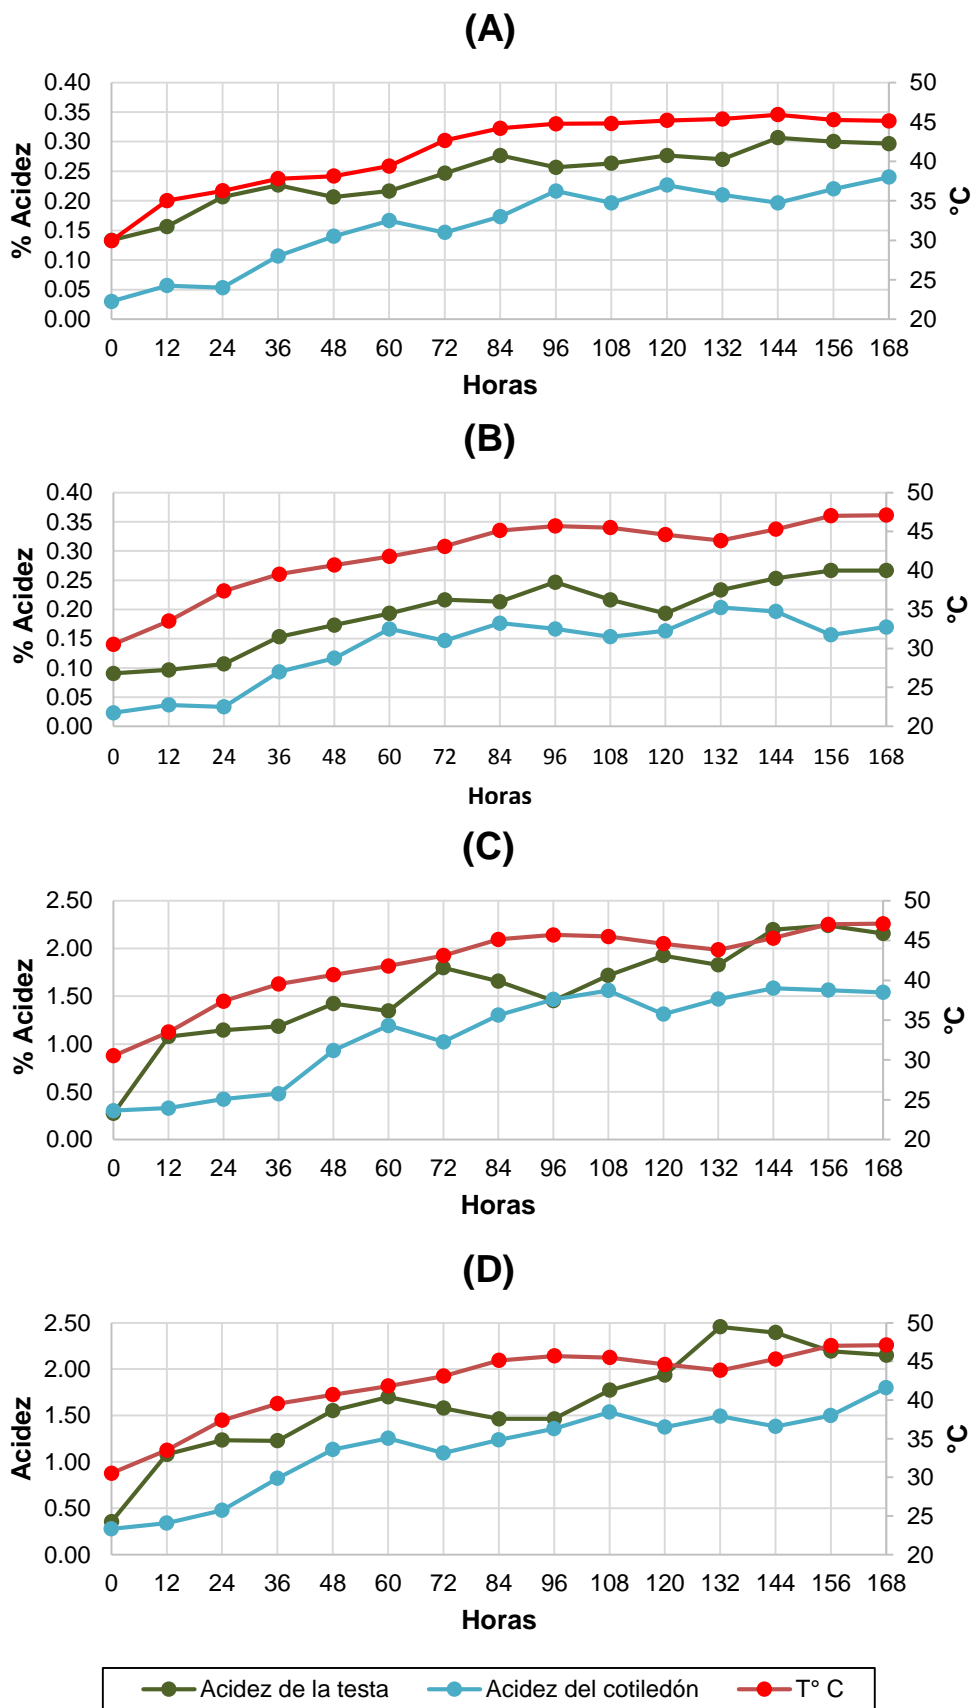 (A)
0.40 50
0.35 45
0.30 40
0.25 35
0.20 30
0.15 25
0.10 20
0.05
0.00
% Acidez
°C
0 12 24 36 48 60 72 84 96 108 120 132 144 156 168
Horas
(B)
0.40 50
0.35 45
0.30 40
0.25 35
0.20 30
0.15 25
0.10 20
0.05
0.00
% Acidez
°C
0 12 24 36 48 60 72 84 96 108 120 132 144 156 168
Horas
(C)
2.50 50
2.00 45
1.50 40
1.00 35
0.50 30
0.00 25
20
% Acidez
°C
0 12 24 36 48 60 72 84 96 108 120 132 144 156 168
Horas
(D)
2.50 50
2.00 45
1.50 40
1.00 35
0.50 30
0.00 25
20
Acidez
°C
0 12 24 36 48 60 72 84 96 108 120 132 144 156 168
Horas
Acidez de la testa Acidez del cotiledón T° C